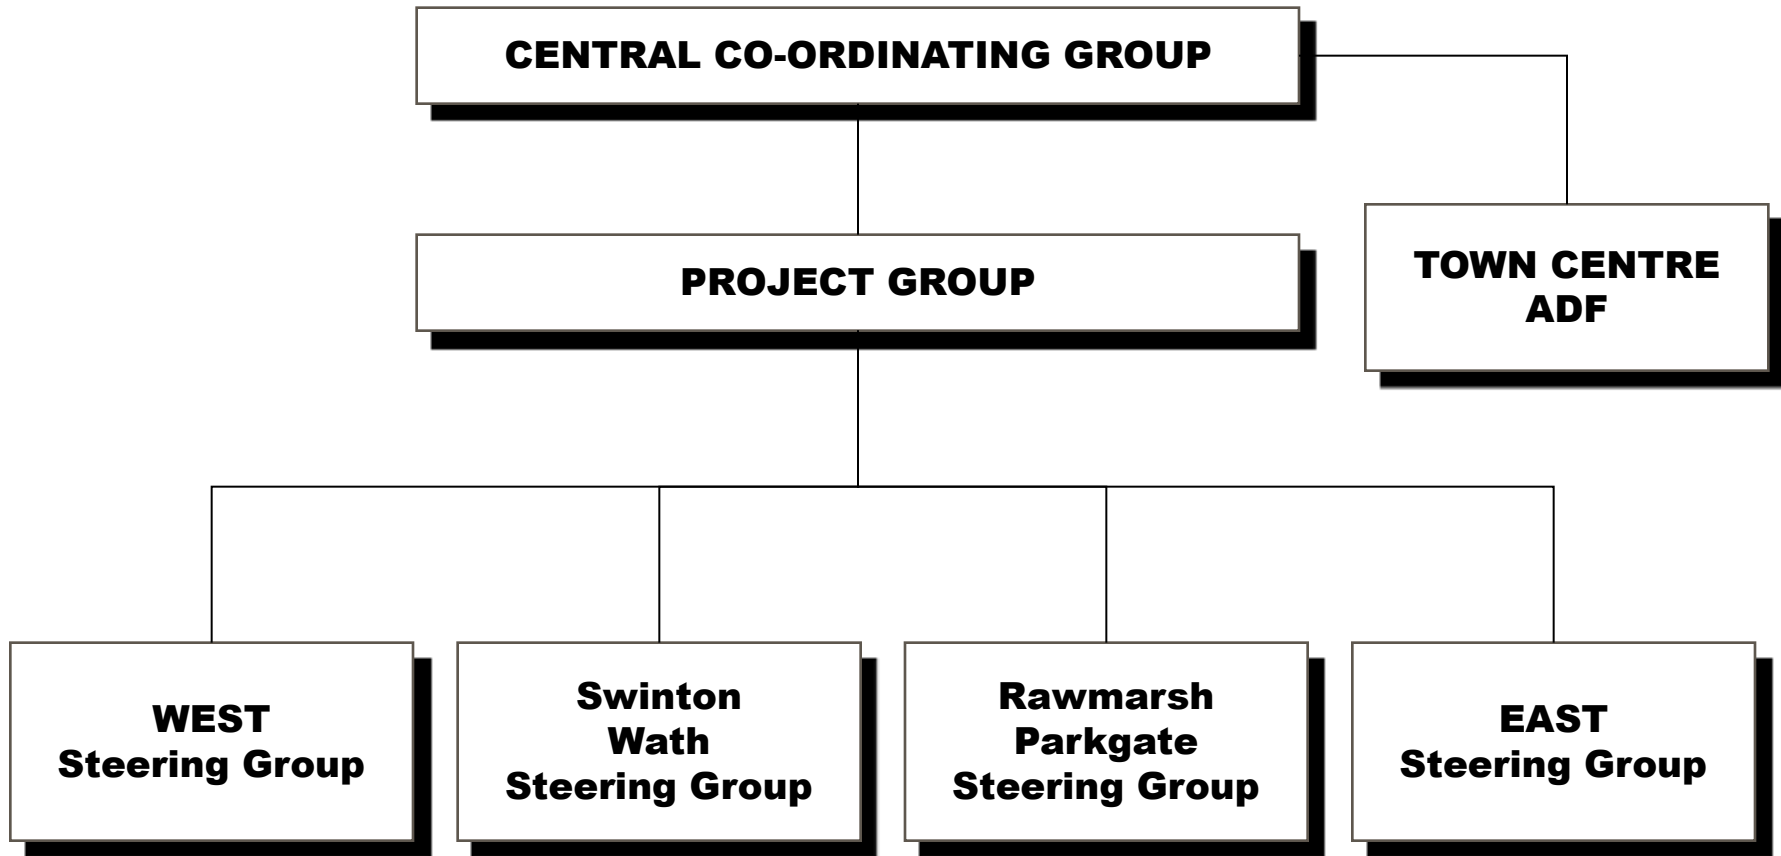 CENTRAL CO-ORDINATING GROUP
PROJECT GROUP
TOWN CENTRE
ADF
WEST
Steering Group
Swinton
Wath
Steering Group
Rawmarsh
Parkgate
Steering Group
EAST
Steering Group